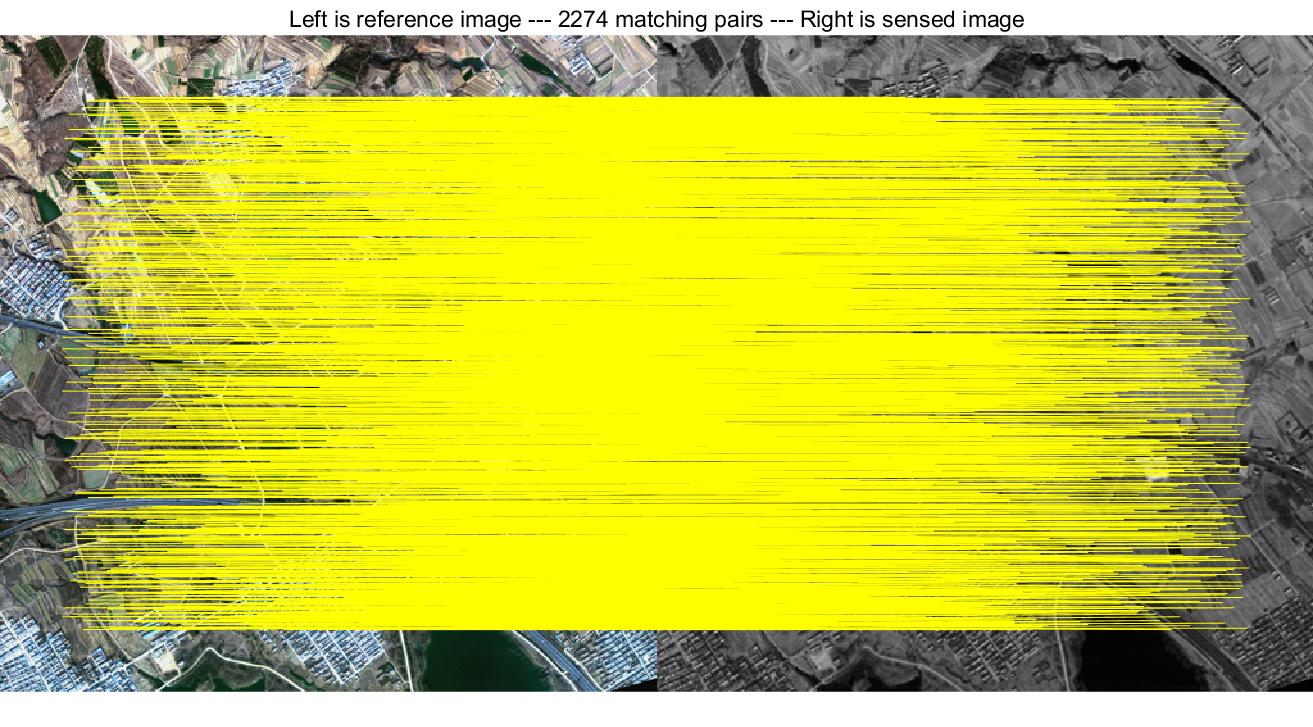 Left is reference image --- 2274 matching pairs --- Right is sensed image